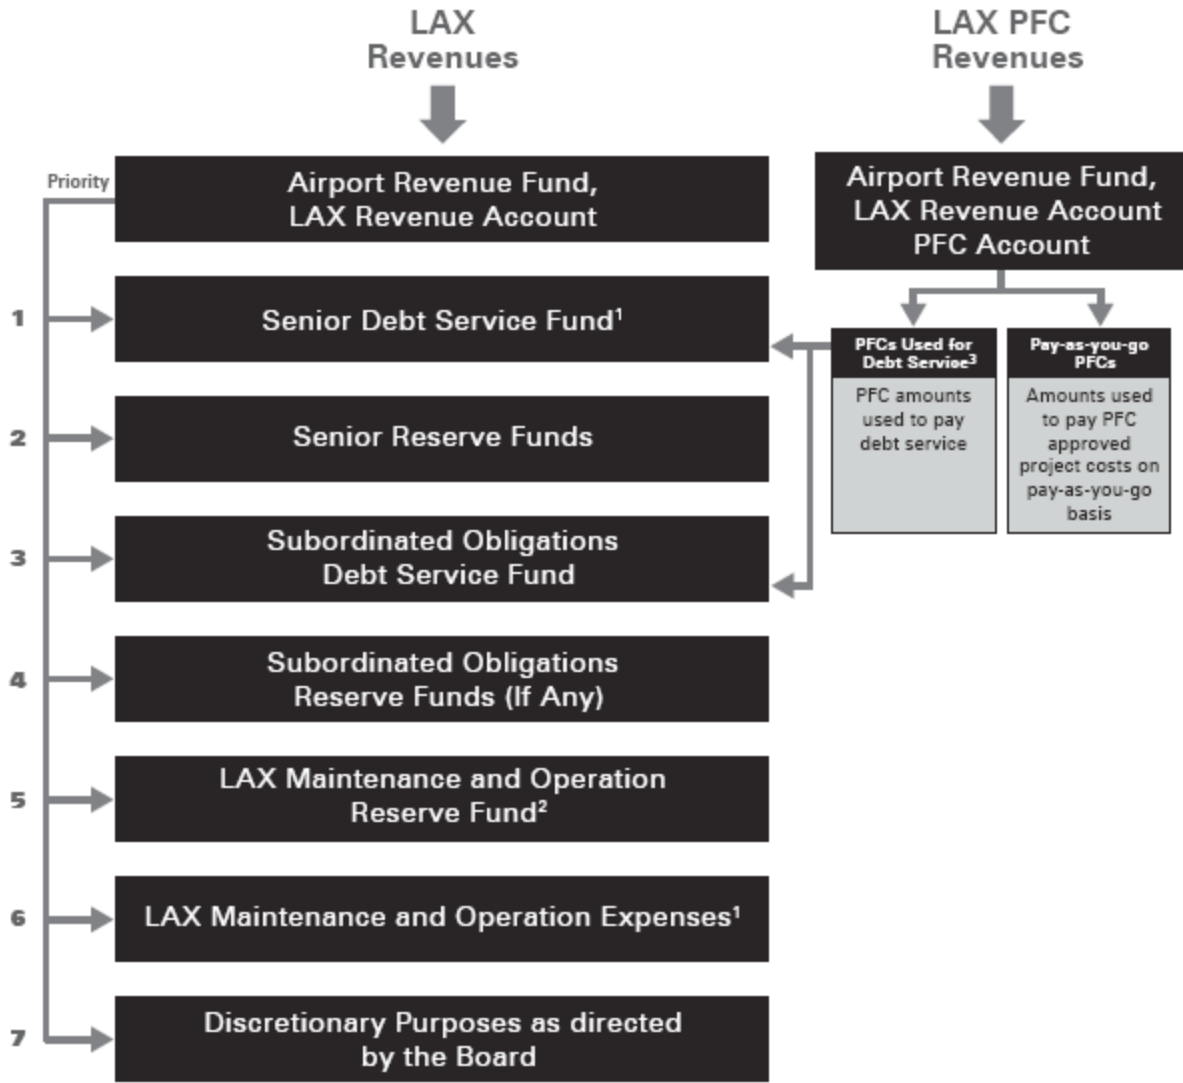 LAX
Revenues
LAX PFC
Revenues
Priority
Airport Revenue Fund,
LAX Revenue Account
Airport Revenue Fund,
LAX Revenue Account
PFC Account
1
Senior Debt Service Fund¹
PFCs Used for
Debt Service³
PFC amounts
used to pay
debt service
Pay-as-you-go
PFCs
Amounts used
to pay PFC
approved
project costs on
pay-as-you-go
basis
2
Senior Reserve Funds
3
Subordinated Obligations
Debt Service Fund
4
Subordinated Obligations
Reserve Funds (If Any)
5
LAX Maintenance and Operation
Reserve Fund²
6
LAX Maintenance and Operation Expenses¹
7
Discretionary Purposes as directed
by the Board